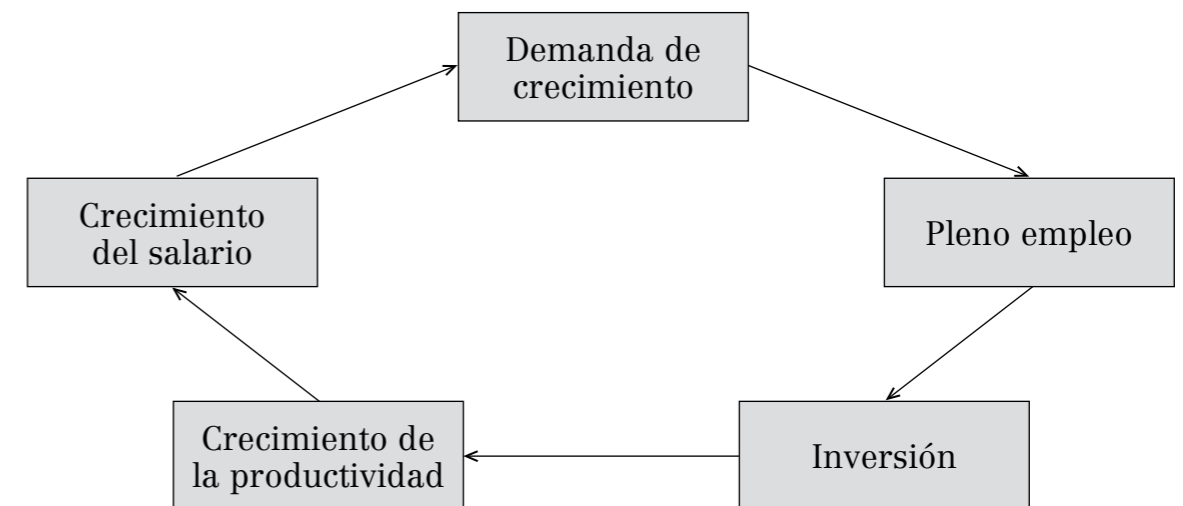 Demanda de
crecimiento
Crecimiento
del salario
Pleno empleo
Crecimiento de
la productividad
Inversión